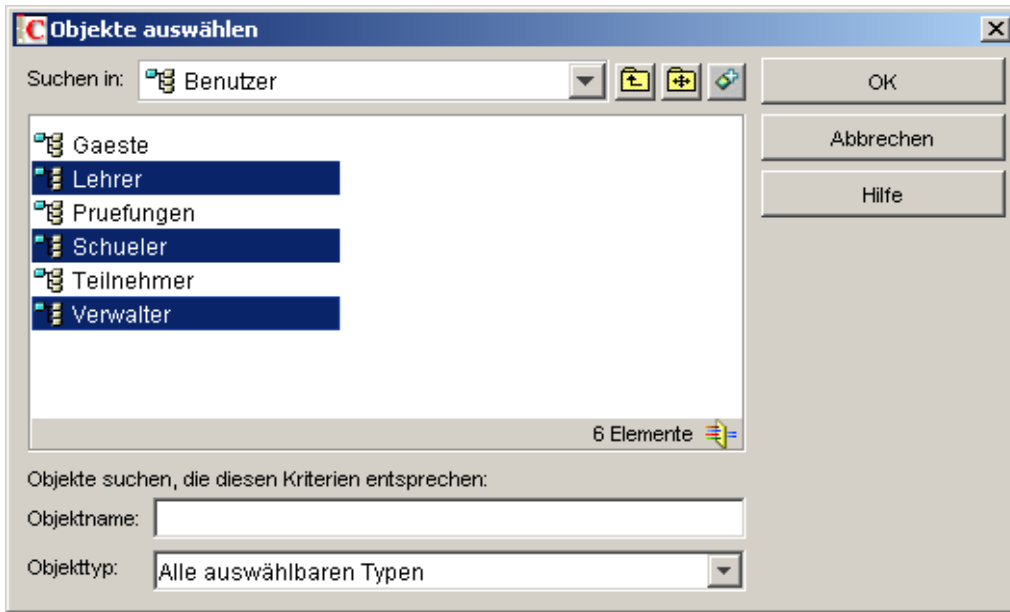 Objekte auswählen
Suchen in: Benutzer
OK
Abbrechen
Hilfe
Gaeste
Lehrer
Pruefungen
Schueler
Teilnehmer
Verwalter
6 Elemente
Objekte suchen, die diesen Kriterien entsprechen:
Objektname:
Objekttyp: Alle auswählbaren Typen